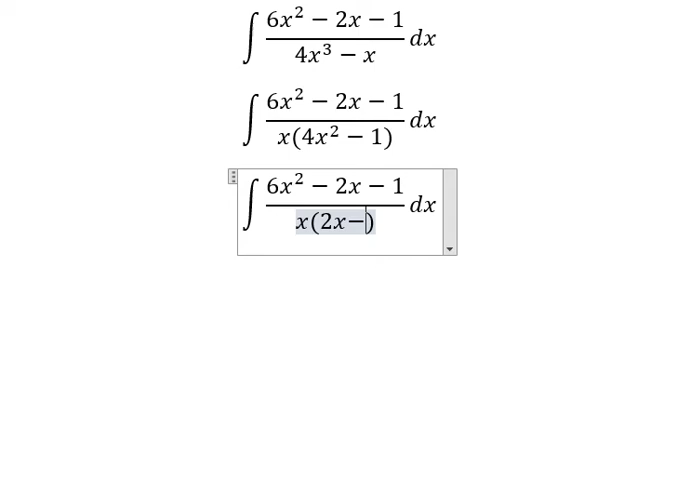 ∫ (6x² − 2x − 1)/(4x³ − x) dx
∫ (6x² − 2x − 1)/(x(4x² − 1)) dx
∫ (6x² − 2x − 1)/(x(2x−)) dx